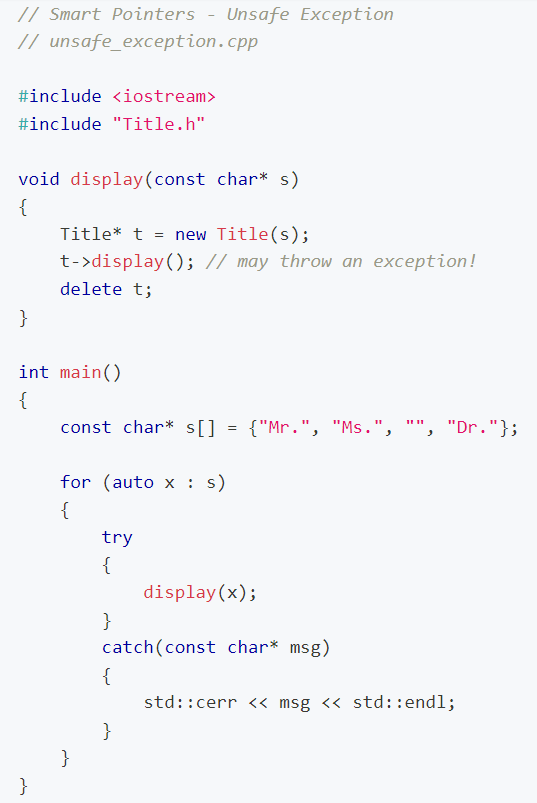 // Smart Pointers - Unsafe Exception
// unsafe_exception.cpp

#include <iostream>
#include "Title.h"

void display(const char* s)
{
    Title* t = new Title(s);
    t->display(); // may throw an exception!
    delete t;
}

int main()
{
    const char* s[] = {"Mr.", "Ms.", "", "Dr."};

    for (auto x : s)
    {
        try
        {
            display(x);
        }
        catch(const char* msg)
        {
            std::cerr << msg << std::endl;
        }
    }
}